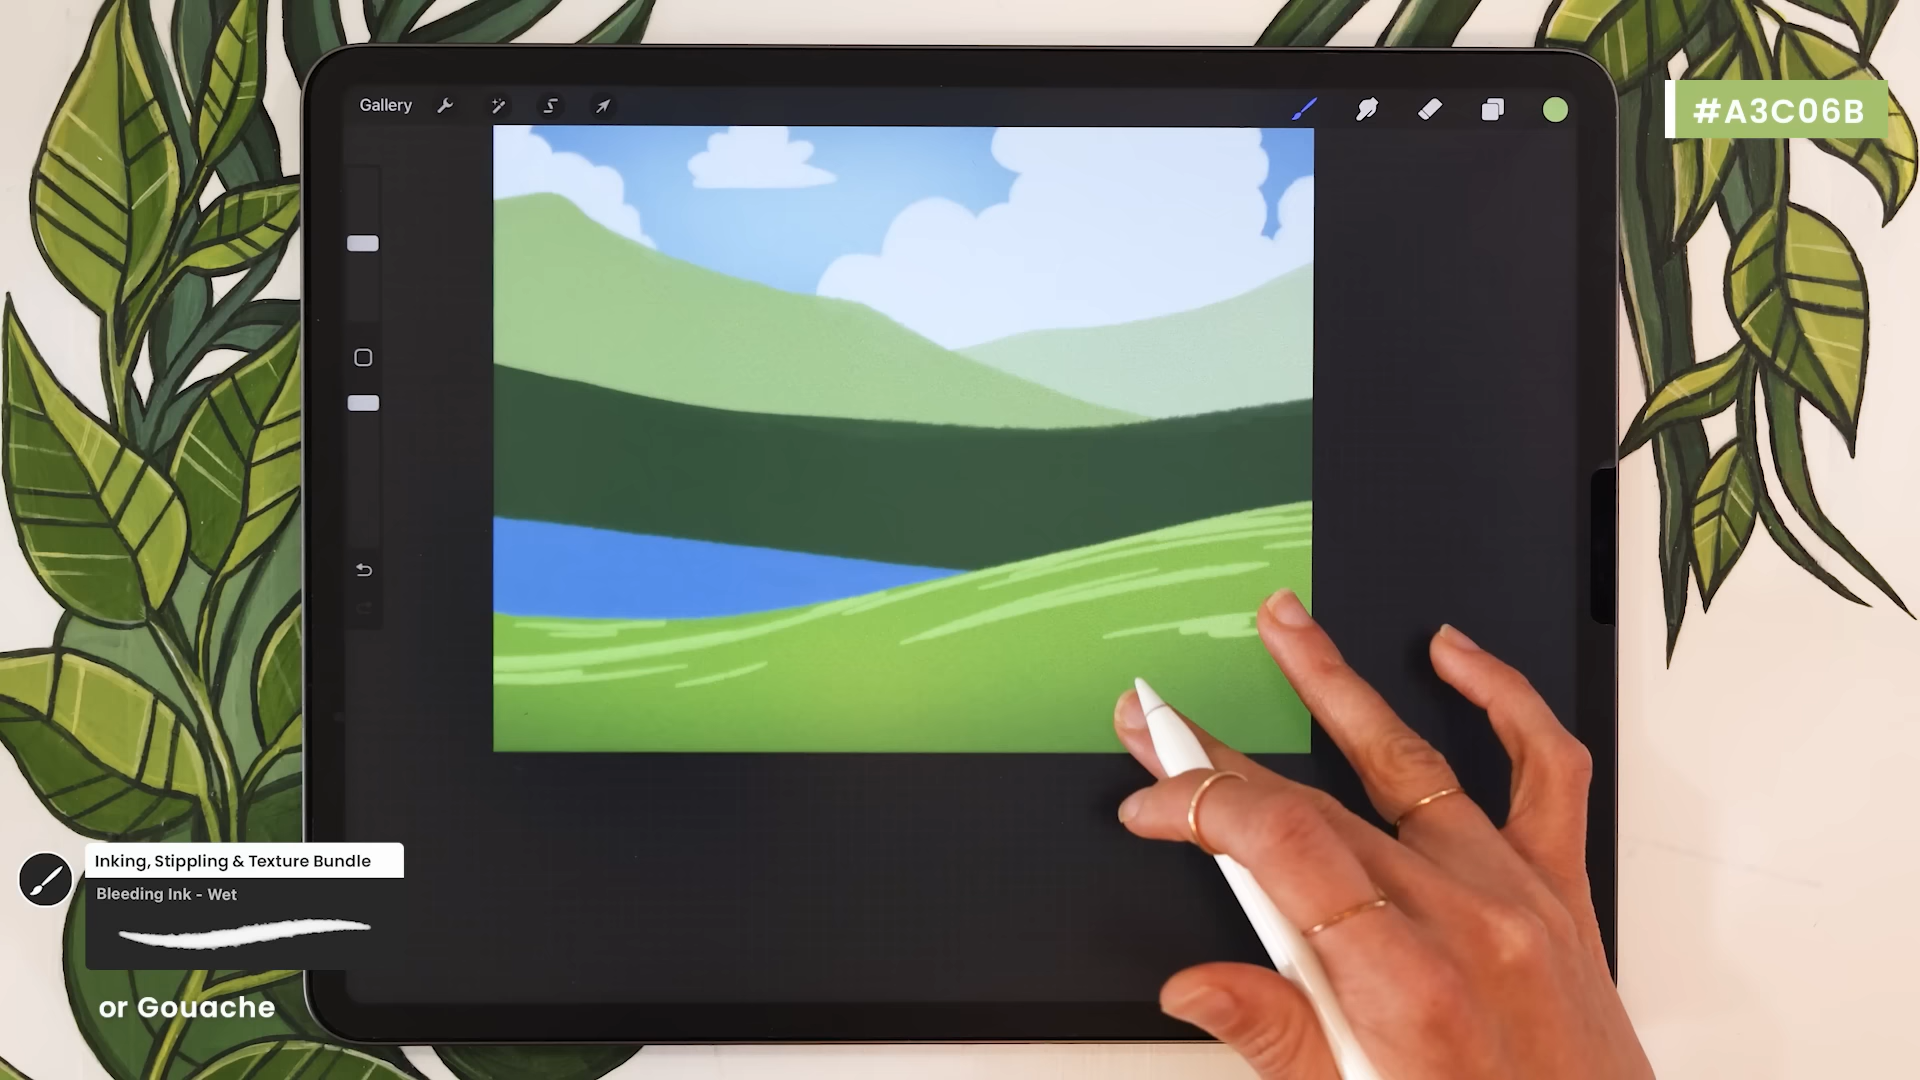 Gallery
#A3C06B
Inking, Stippling & Texture Bundle
Bleeding Ink - Wet
or Gouache